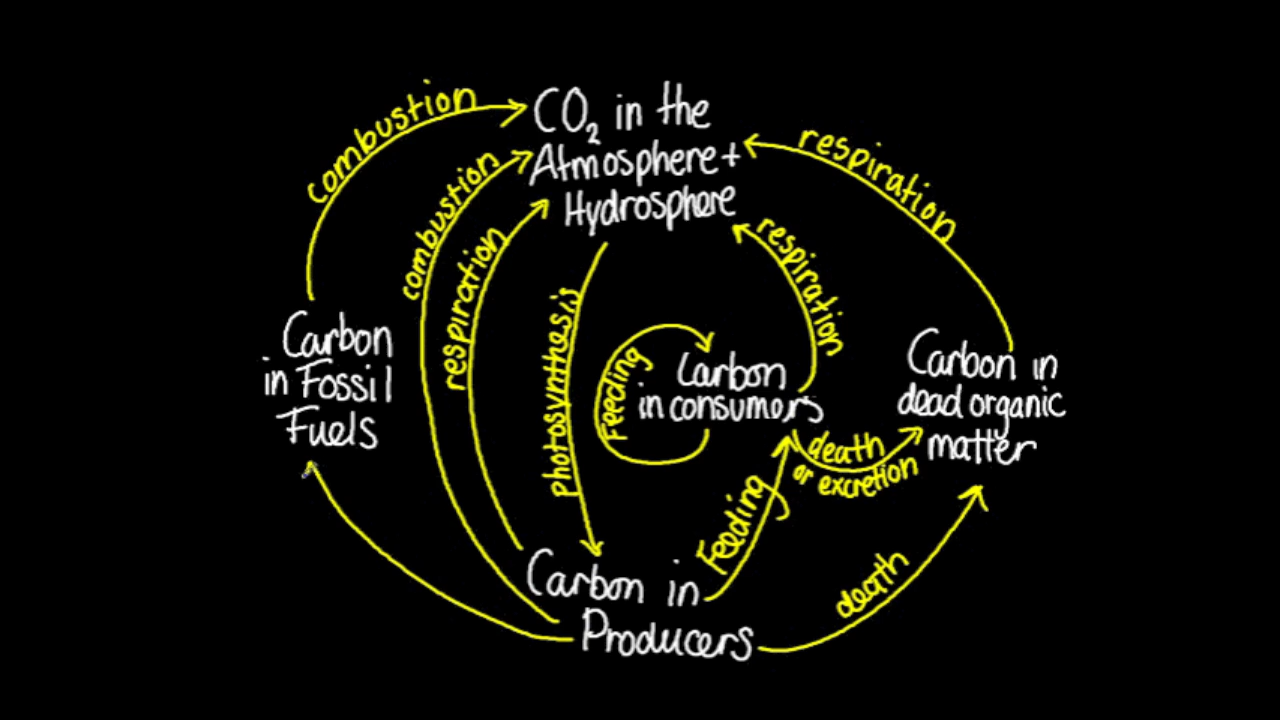 combustion
CO₂ in the
Atmosphere+
Hydrosphere
respiration
combustion
respiration
respiration
photosynthesis
Carbon
in Fossil
Fuels
Feeding
Carbon
in consumers
Carbon in
dead organic
matter
death
or excretion
Feeding
Carbon in
Producers
death